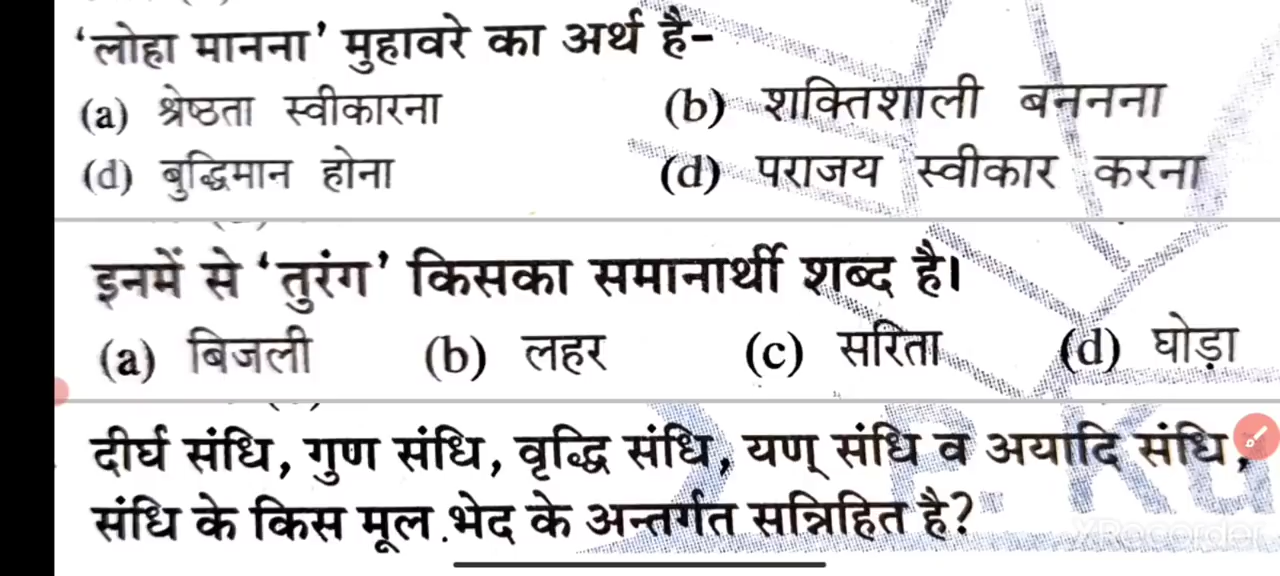 ‘लोहा मानना’ मुहावरे का अर्थ है-
(a) श्रेष्ठता स्वीकारना (b) शक्तिशाली बननना
(d) बुद्धिमान होना (d) पराजय स्वीकार करना
इनमें से ‘तुरंग’ किसका समानार्थी शब्द है।
(a) बिजली (b) लहर (c) सरिता (d) घोड़ा
दीर्घ संधि, गुण संधि, वृद्धि संधि, यण् संधि व अयादि संधि,
संधि के किस मूल भेद के अन्तर्गत सन्निहित है?
XRecorder